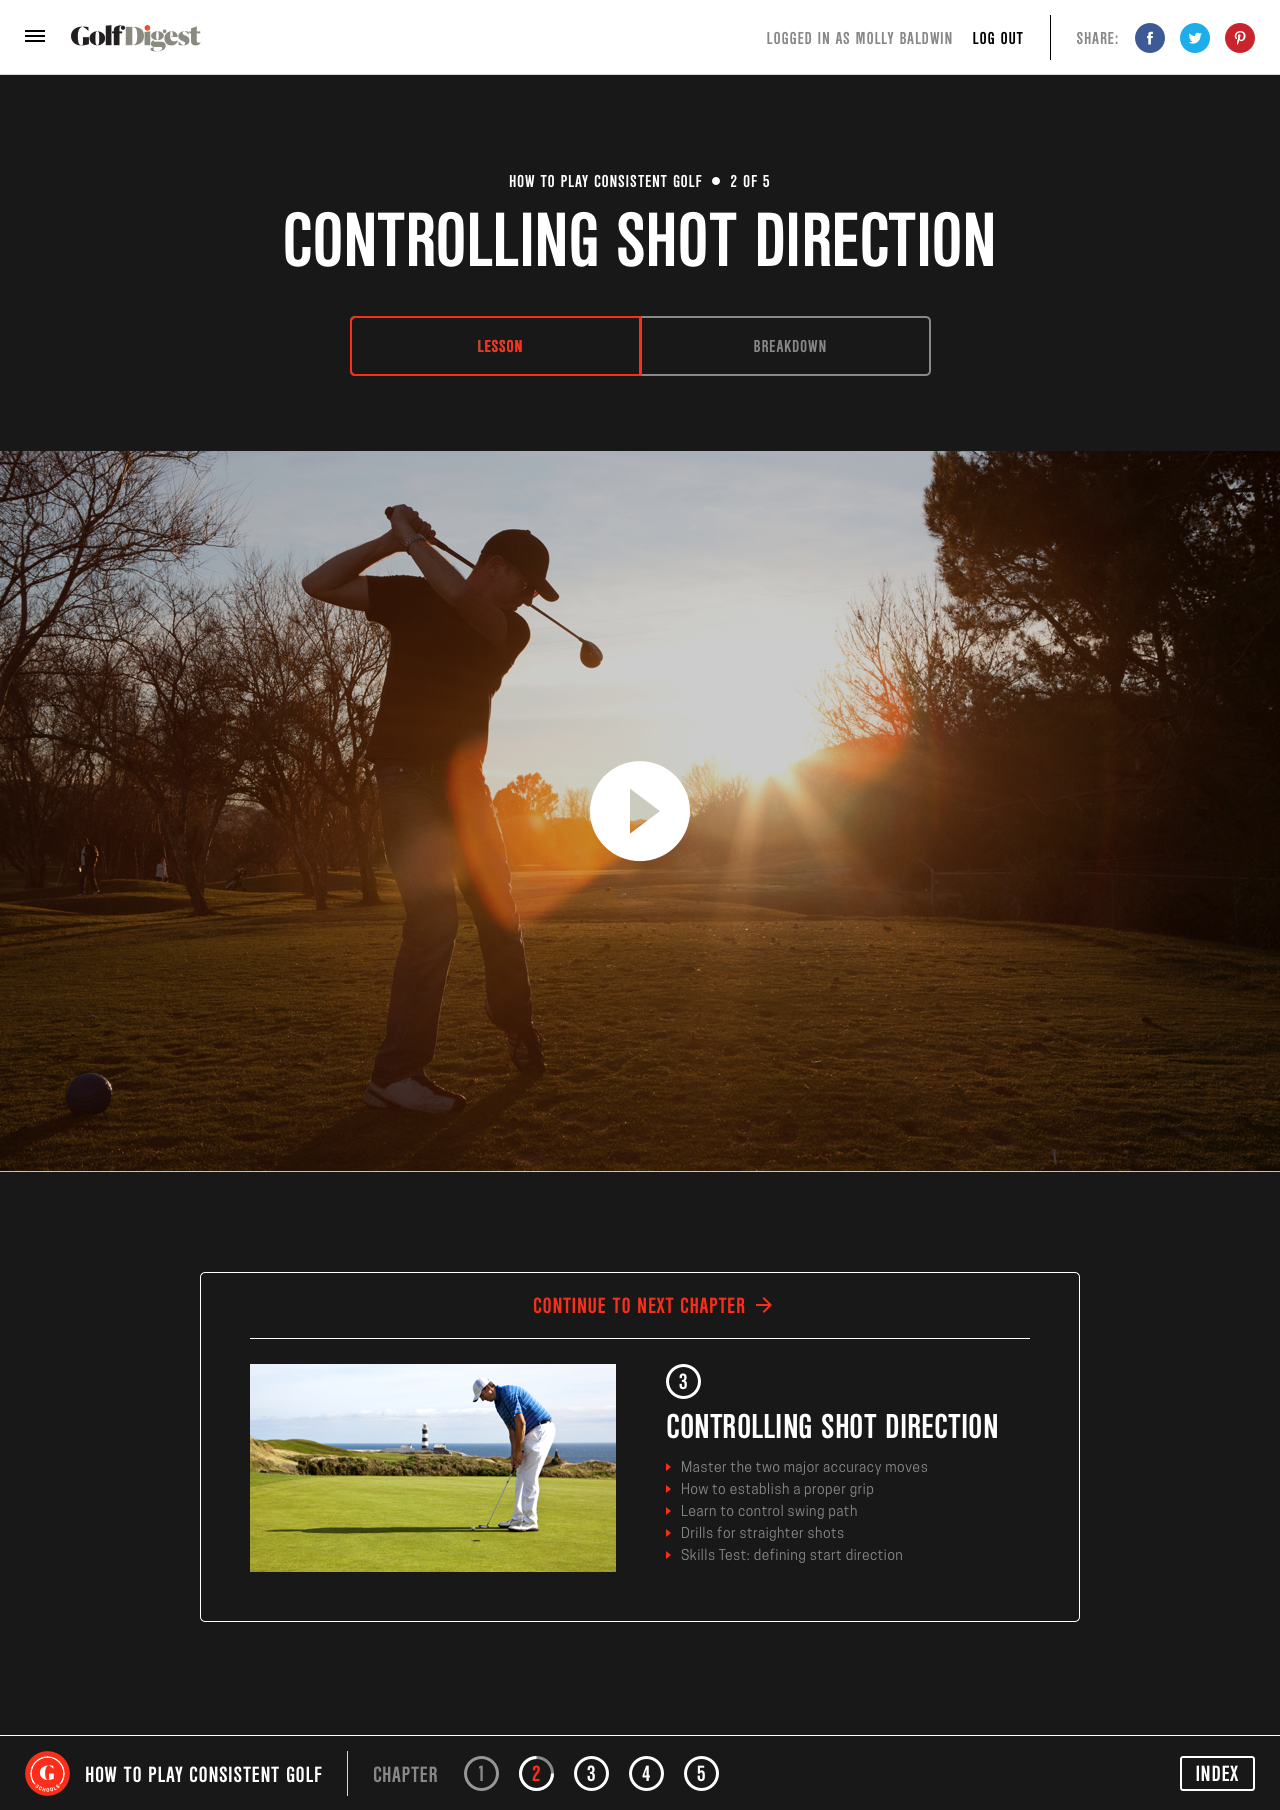 GolfDigest
LOGGED IN AS MOLLY BALDWIN LOG OUT SHARE:
HOW TO PLAY CONSISTENT GOLF ● 2 OF 5
CONTROLLING SHOT DIRECTION
LESSON BREAKDOWN
CONTINUE TO NEXT CHAPTER →
3
CONTROLLING SHOT DIRECTION
Master the two major accuracy moves
How to establish a proper grip
Learn to control swing path
Drills for straighter shots
Skills Test: defining start direction
G SCHOOLS HOW TO PLAY CONSISTENT GOLF CHAPTER 1 2 3 4 5 INDEX